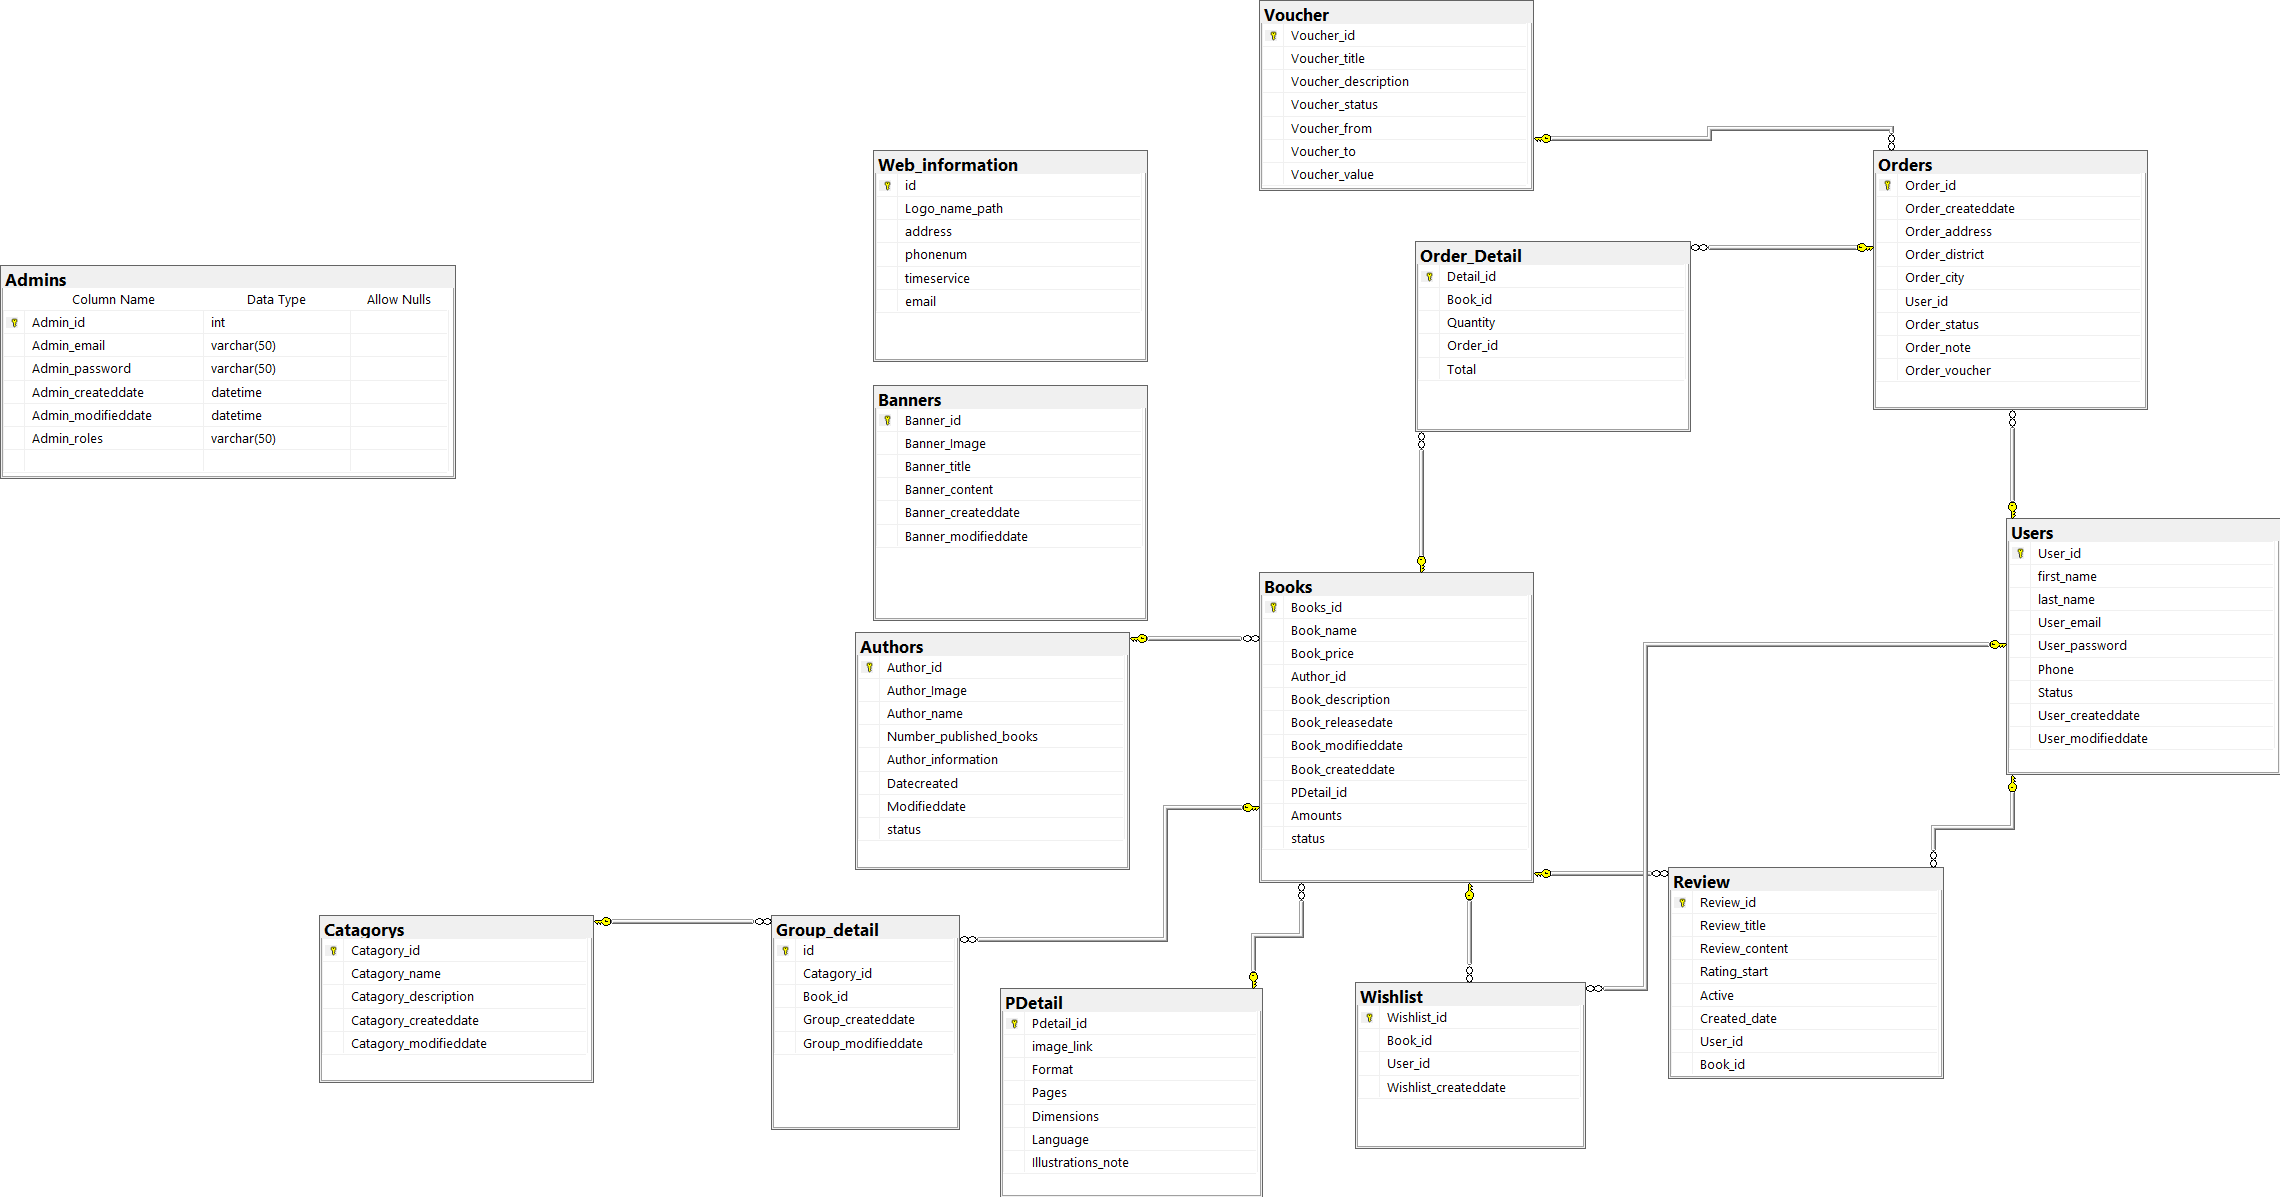 Voucher
Voucher_id
Voucher_title
Voucher_description
Voucher_status
Voucher_from
Voucher_to
Voucher_value
Web_information
id
Logo_name_path
address
phonenum
timeservice
email
Orders
Order_id
Order_createddate
Order_address
Order_district
Order_city
User_id
Order_status
Order_note
Order_voucher
Order_Detail
Detail_id
Book_id
Quantity
Order_id
Total
Admins
Column Name Data Type Allow Nulls
Admin_id int
Admin_email varchar(50)
Admin_password varchar(50)
Admin_createddate datetime
Admin_modifieddate datetime
Admin_roles varchar(50)
Banners
Banner_id
Banner_Image
Banner_title
Banner_content
Banner_createddate
Banner_modifieddate
Users
User_id
first_name
last_name
User_email
User_password
Phone
Status
User_createddate
User_modifieddate
Books
Books_id
Book_name
Book_price
Author_id
Book_description
Book_releasedate
Book_modifieddate
Book_createddate
PDetail_id
Amounts
status
Authors
Author_id
Author_Image
Author_name
Number_published_books
Author_information
Datecreated
Modifieddate
status
Review
Review_id
Review_title
Review_content
Rating_start
Active
Created_date
User_id
Book_id
Catagorys
Catagory_id
Catagory_name
Catagory_description
Catagory_createddate
Catagory_modifieddate
Group_detail
id
Catagory_id
Book_id
Group_createddate
Group_modifieddate
PDetail
Pdetail_id
image_link
Format
Pages
Dimensions
Language
Illustrations_note
Wishlist
Wishlist_id
Book_id
User_id
Wishlist_createddate